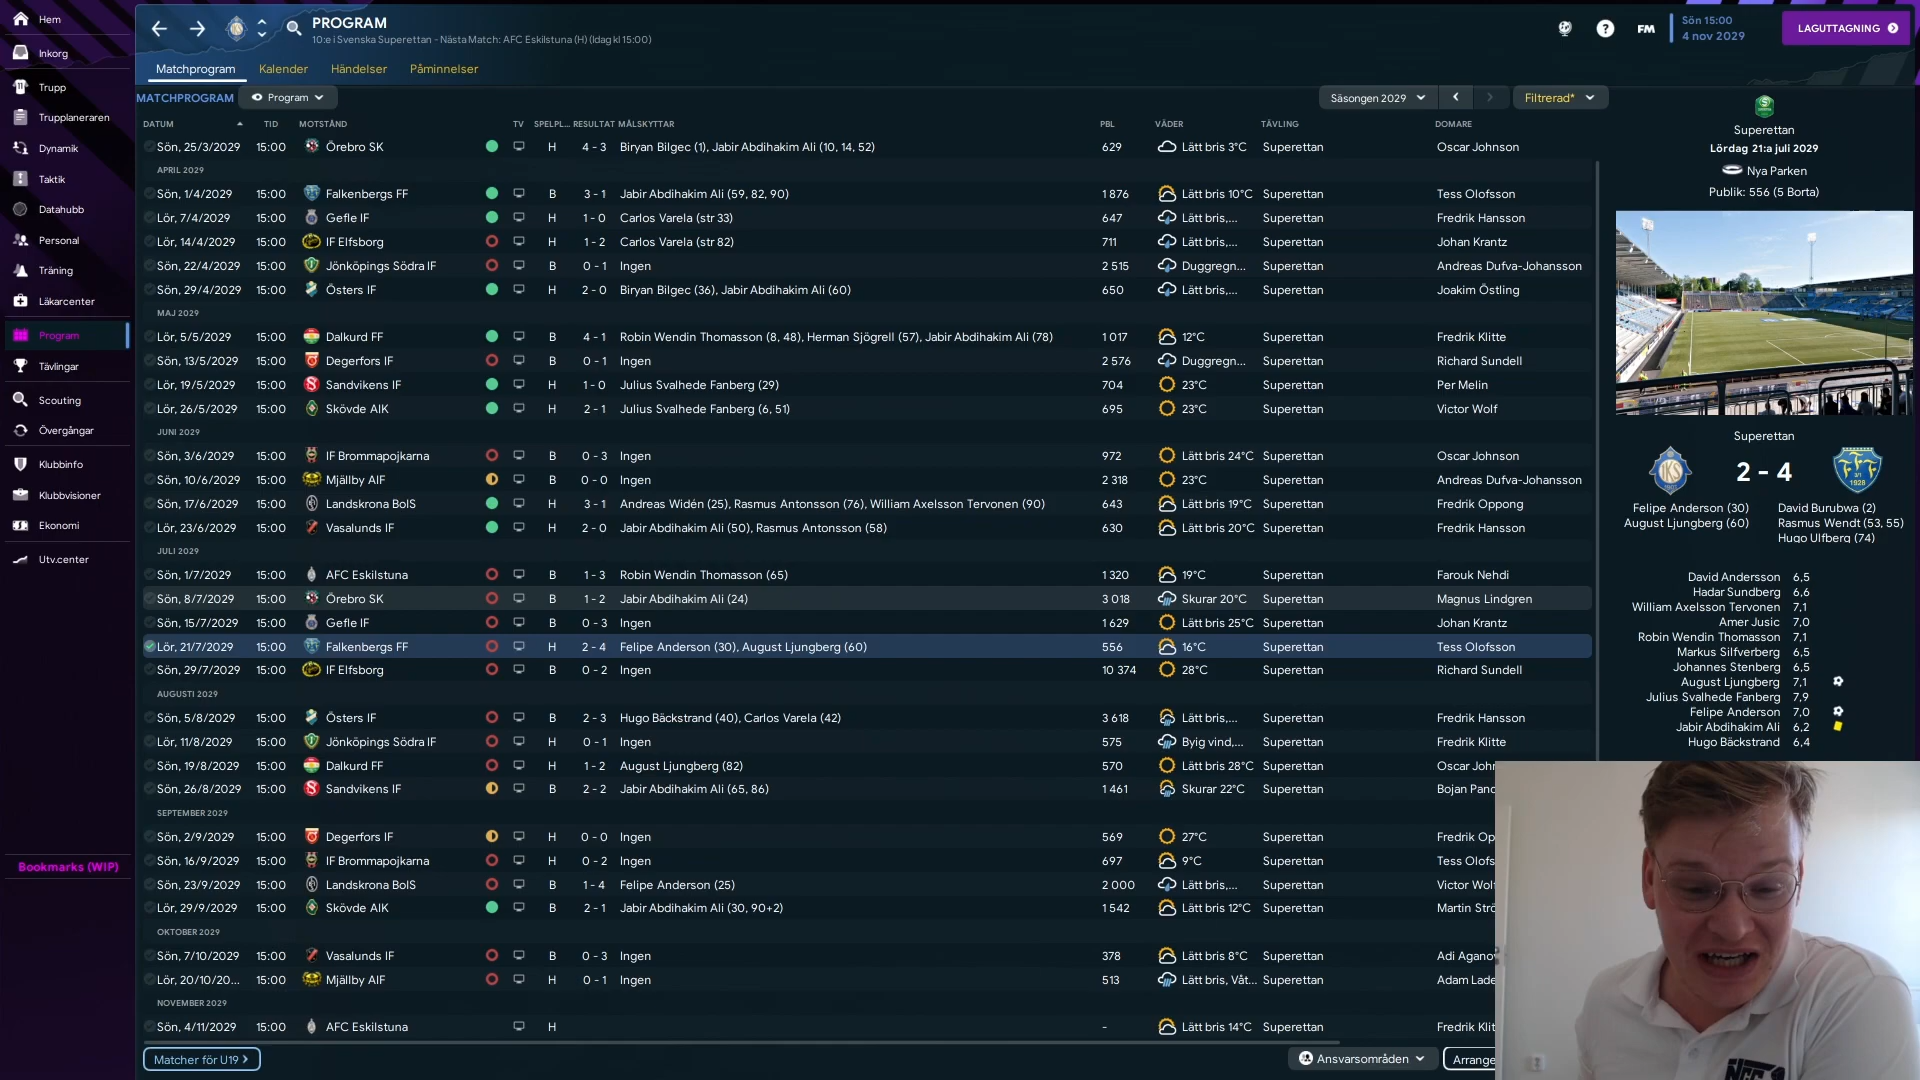 Hem
Inkorg
Trupp
Trupplaneraren
Dynamik
Taktik
Datahubb
Personal
Träning
Läkarcenter
Program
Tävlingar
Scouting
Övergångar
Klubbinfo
Klubbvisioner
Ekonomi
Utv.center
Bookmarks (WIP)
PROGRAM
10:e i Svenska Superettan - Nästa Match: AFC Eskilstuna (H) (Idag kl 15:00)
FM
Sön 15:00
4 nov 2029
LAGUTTAGNING
Matchprogram Kalender Händelser Påminnelser
MATCHPROGRAM Program Säsongen 2029 Filtrerad*
DATUM TID MOTSTÅND TV SPELPL... RESULTAT MÅLSKYTTAR PBL VÄDER TÄVLING DOMARE
Sön, 25/3/2029 15:00 Örebro SK H 4 - 3 Biryan Bilgec (1), Jabir Abdihakim Ali (10, 14, 52) 629 Lätt bris 3°C Superettan Oscar Johnson
APRIL 2029
Sön, 1/4/2029 15:00 Falkenbergs FF B 3 - 1 Jabir Abdihakim Ali (59, 82, 90) 1 876 Lätt bris 10°C Superettan Tess Olofsson
Lör, 7/4/2029 15:00 Gefle IF H 1 - 0 Carlos Varela (str 33) 647 Lätt bris,... Superettan Fredrik Hansson
Lör, 14/4/2029 15:00 IF Elfsborg H 1 - 2 Carlos Varela (str 82) 711 Lätt bris,... Superettan Johan Krantz
Sön, 22/4/2029 15:00 Jönköpings Södra IF B 0 - 1 Ingen 2 515 Duggregn... Superettan Andreas Dufva-Johansson
Sön, 29/4/2029 15:00 Östers IF H 2 - 0 Biryan Bilgec (36), Jabir Abdihakim Ali (60) 650 Lätt bris,... Superettan Joakim Östling
MAJ 2029
Lör, 5/5/2029 15:00 Dalkurd FF B 4 - 1 Robin Wendin Thomasson (8, 48), Herman Sjögrell (57), Jabir Abdihakim Ali (78) 1 017 12°C Superettan Fredrik Klitte
Sön, 13/5/2029 15:00 Degerfors IF B 0 - 1 Ingen 2 576 Duggregn... Superettan Richard Sundell
Lör, 19/5/2029 15:00 Sandvikens IF H 1 - 0 Julius Svalhede Fanberg (29) 704 23°C Superettan Per Melin
Lör, 26/5/2029 15:00 Skövde AIK H 2 - 1 Julius Svalhede Fanberg (6, 51) 695 23°C Superettan Victor Wolf
JUNI 2029
Sön, 3/6/2029 15:00 IF Brommapojkarna B 0 - 3 Ingen 972 Lätt bris 24°C Superettan Oscar Johnson
Sön, 10/6/2029 15:00 Mjällby AIF B 0 - 0 Ingen 2 318 23°C Superettan Andreas Dufva-Johansson
Sön, 17/6/2029 15:00 Landskrona BoIS H 3 - 1 Andreas Widén (25), Rasmus Antonsson (76), William Axelsson Tervonen (90) 643 Lätt bris 19°C Superettan Fredrik Oppong
Lör, 23/6/2029 15:00 Vasalunds IF H 2 - 0 Jabir Abdihakim Ali (50), Rasmus Antonsson (58) 630 Lätt bris 20°C Superettan Fredrik Hansson
JULI 2029
Sön, 1/7/2029 15:00 AFC Eskilstuna B 1 - 3 Robin Wendin Thomasson (65) 1 320 19°C Superettan Farouk Nehdi
Sön, 8/7/2029 15:00 Örebro SK B 1 - 2 Jabir Abdihakim Ali (24) 3 018 Skurar 20°C Superettan Magnus Lindgren
Sön, 15/7/2029 15:00 Gefle IF B 0 - 3 Ingen 1 629 Lätt bris 25°C Superettan Johan Krantz
Lör, 21/7/2029 15:00 Falkenbergs FF H 2 - 4 Felipe Anderson (30), August Ljungberg (60) 556 16°C Superettan Tess Olofsson
Sön, 29/7/2029 15:00 IF Elfsborg B 0 - 2 Ingen 10 374 28°C Superettan Richard Sundell
AUGUSTI 2029
Sön, 5/8/2029 15:00 Östers IF B 2 - 3 Hugo Bäckstrand (40), Carlos Varela (42) 3 618 Lätt bris,... Superettan Fredrik Hansson
Lör, 11/8/2029 15:00 Jönköpings Södra IF H 0 - 1 Ingen 575 Byig vind,... Superettan Fredrik Klitte
Sön, 19/8/2029 15:00 Dalkurd FF H 1 - 2 August Ljungberg (82) 570 Lätt bris 28°C Superettan Oscar Johr
Sön, 26/8/2029 15:00 Sandvikens IF B 2 - 2 Jabir Abdihakim Ali (65, 86) 1 461 Skurar 22°C Superettan Bojan Panc
SEPTEMBER 2029
Sön, 2/9/2029 15:00 Degerfors IF H 0 - 0 Ingen 569 27°C Superettan Fredrik Op
Sön, 16/9/2029 15:00 IF Brommapojkarna H 0 - 2 Ingen 697 9°C Superettan Tess Olofs
Sön, 23/9/2029 15:00 Landskrona BoIS B 1 - 4 Felipe Anderson (25) 2 000 Lätt bris,... Superettan Victor Wolf
Lör, 29/9/2029 15:00 Skövde AIK B 2 - 1 Jabir Abdihakim Ali (30, 90+2) 1 542 Lätt bris 12°C Superettan Martin Strö
OKTOBER 2029
Sön, 7/10/2029 15:00 Vasalunds IF B 0 - 3 Ingen 378 Lätt bris 8°C Superettan Adi Aganov
Lör, 20/10/20... 15:00 Mjällby AIF H 0 - 1 Ingen 513 Lätt bris, Våt... Superettan Adam Lade
NOVEMBER 2029
Sön, 4/11/2029 15:00 AFC Eskilstuna H - Lätt bris 14°C Superettan Fredrik Klit
Matcher för U19 Ansvarsområden Arrange
Superettan
Lördag 21:a juli 2029
Nya Parken
Publik: 556 (5 Borta)
Superettan
2 - 4
Felipe Anderson (30) David Burubwa (2)
August Ljungberg (60) Rasmus Wendt (53, 55)
Hugo Ulfberg (74)
David Andersson 6,5
Hadar Sundberg 6,6
William Axelsson Tervonen 7,1
Amer Jusic 7,0
Robin Wendin Thomasson 7,1
Markus Silfverberg 6,5
Johannes Stenberg 6,5
August Ljungberg 7,1
Julius Svalhede Fanberg 7,9
Felipe Anderson 7,0
Jabir Abdihakim Ali 6,2
Hugo Bäckstrand 6,4